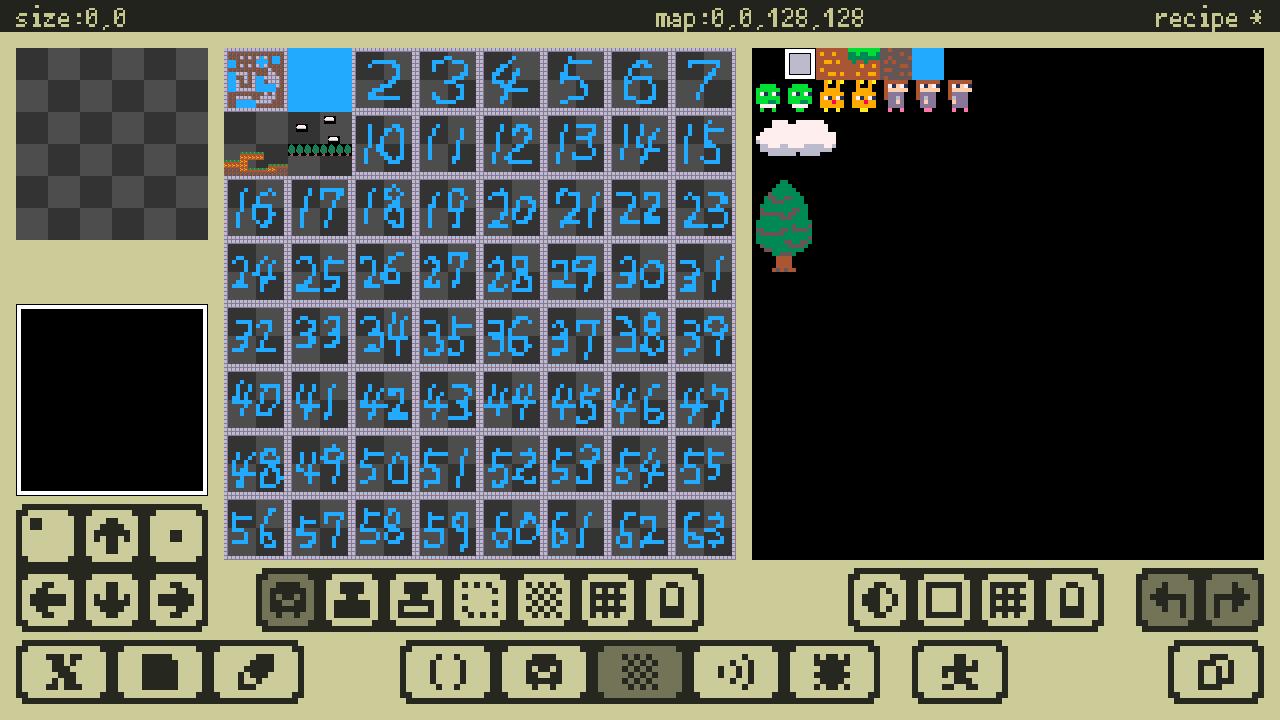 size:0,0 map:0,0,128,128 recipe *
2 3 4 5 6 7
10 11 12 13 14 15
16 17 18 19 20 21 22 23
24 25 26 27 28 29 30 31
32 33 34 35 36 37 38 39
40 41 42 43 44 45 46 47
48 49 50 51 52 53 54 55
56 57 58 59 60 61 62 63
X